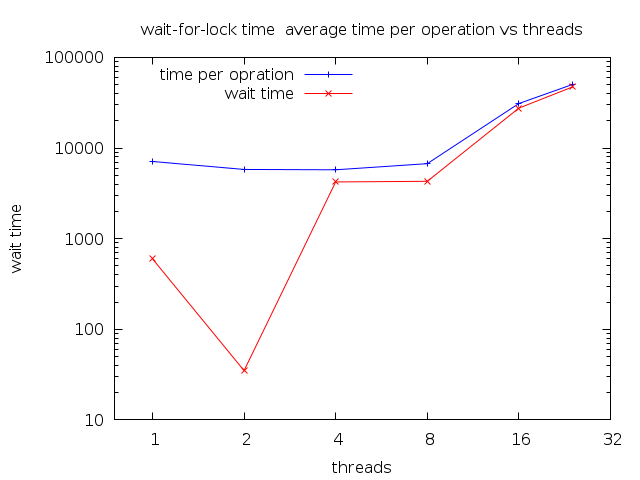 wait-for-lock time  average time per operation vs threads
100000
10000
1000
100
10
time per opration
wait time
wait time
1 2 4 8 16 32
threads